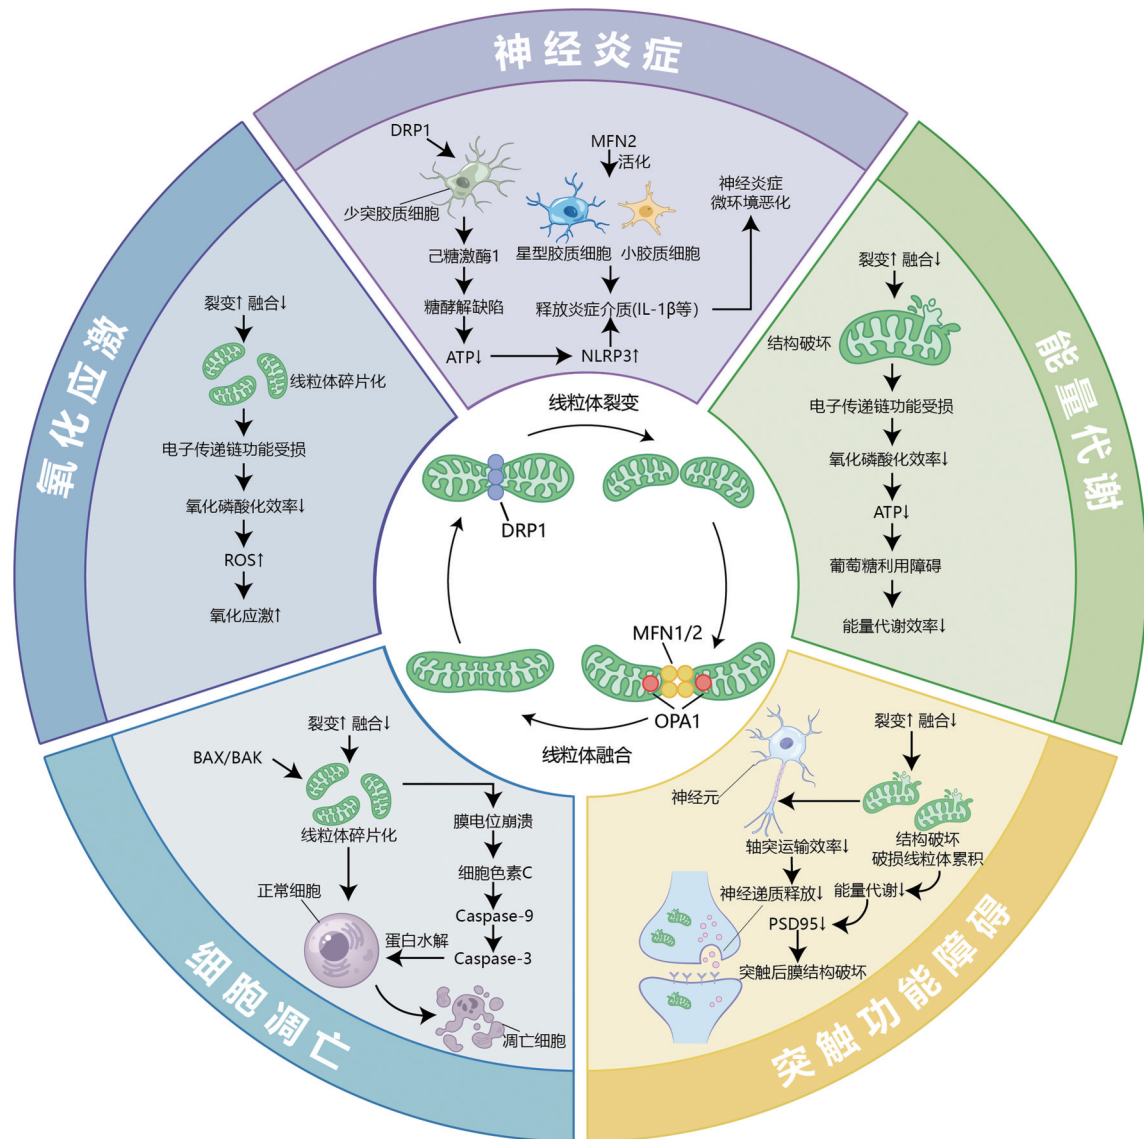 神经炎症
DRP1
少突胶质细胞
己糖激酶1
糖酵解缺陷
ATP↓
MFN2
活化
星型胶质细胞
小胶质细胞
释放炎症介质(IL-1β等)
NLRP3↑
神经炎症
微环境恶化
能量代谢
裂变↑ 融合↓
结构破坏
电子传递链功能受损
氧化磷酸化效率↓
ATP↓
葡萄糖利用障碍
能量代谢效率↓
突触功能障碍
裂变↑ 融合↓
神经元
结构破坏
破损线粒体累积
轴突运输效率↓
能量代谢↓
神经递质释放↓
PSD95↓
突触后膜结构破坏
细胞凋亡
裂变↑ 融合↓
BAX/BAK
线粒体碎片化
膜电位崩溃
细胞色素C
Caspase-9
Caspase-3
蛋白水解
正常细胞
凋亡细胞
氧化应激
裂变↑ 融合↓
线粒体碎片化
电子传递链功能受损
氧化磷酸化效率↓
ROS↑
氧化应激↑
线粒体裂变
DRP1
MFN1/2
OPA1
线粒体融合